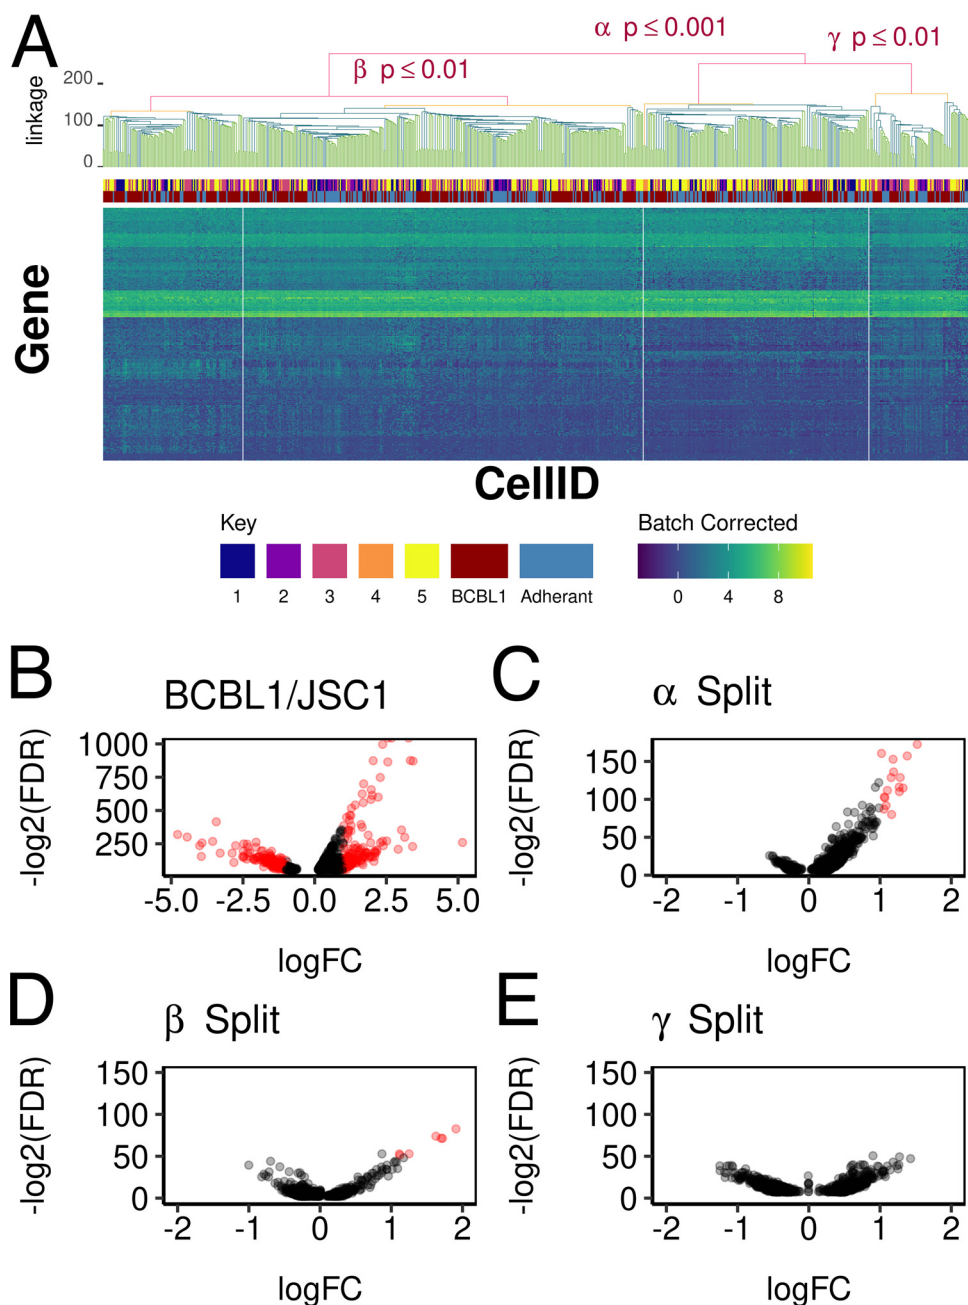 A
α p ≤ 0.001
γ p ≤ 0.01
β p ≤ 0.01
linkage
200
100
0
Gene
CellID
Key
1 2 3 4 5 BCBL1 Adherant
Batch Corrected
0 4 8
B
BCBL1/JSC1
-log2(FDR)
1000
750
500
250
-5.0 -2.5 0.0 2.5 5.0
logFC
C
α Split
-log2(FDR)
150
100
50
0
-2 -1 0 1 2
logFC
D
β Split
-log2(FDR)
150
100
50
0
-2 -1 0 1 2
logFC
E
γ Split
-log2(FDR)
150
100
50
0
-2 -1 0 1 2
logFC